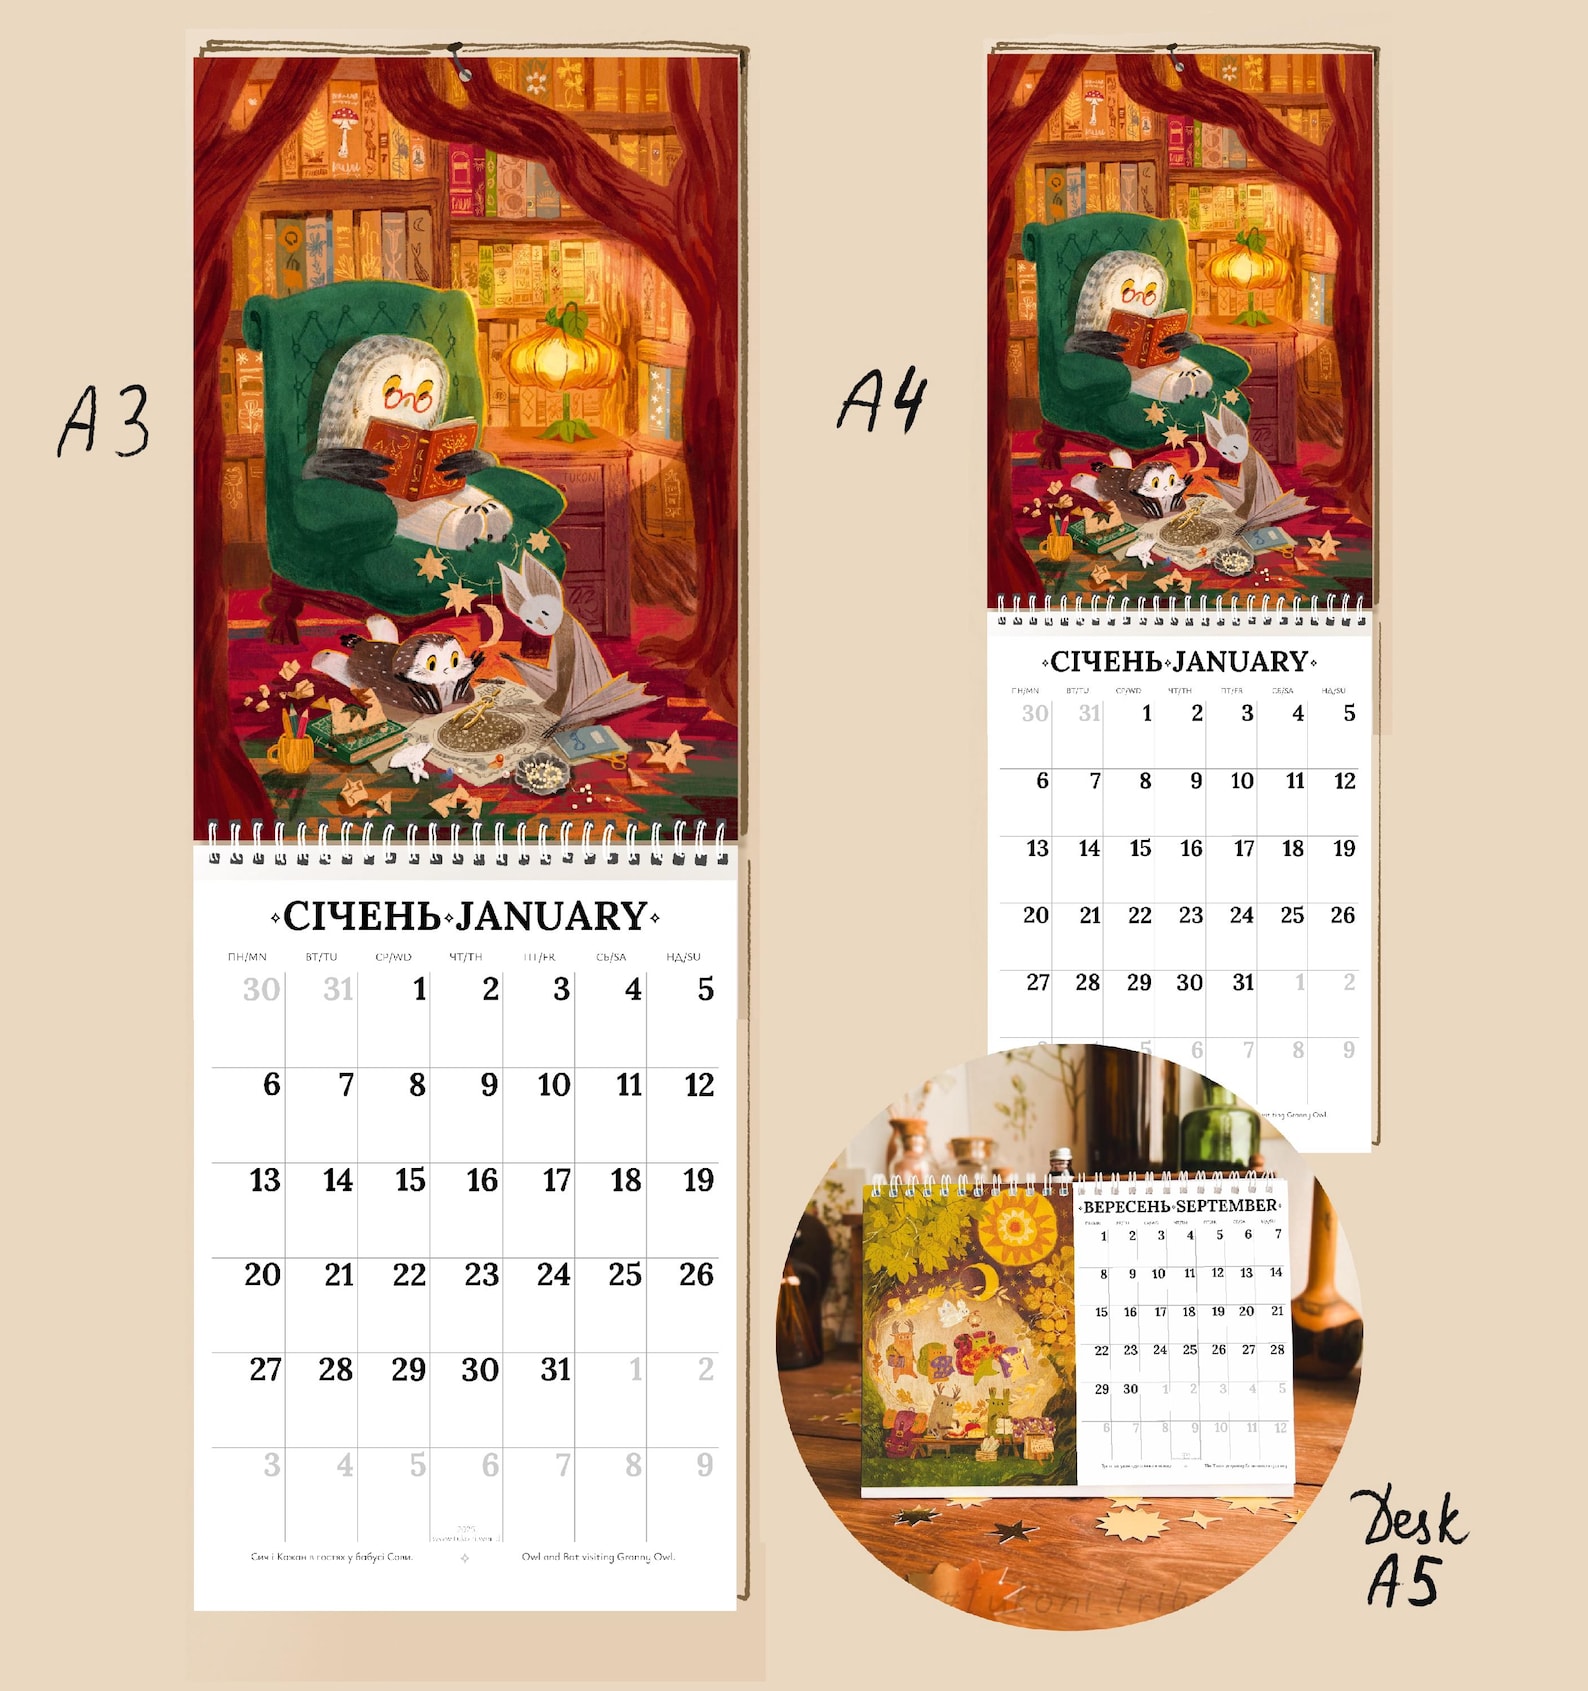 A3
TUKONI
СІЧЕНЬ JANUARY
ПН/MN ВТ/TU СР/WD ЧТ/TH ПТ/FR СБ/SA НД/SU
30 31 1 2 3 4 5
6 7 8 9 10 11 12
13 14 15 16 17 18 19
20 21 22 23 24 25 26
27 28 29 30 31 1 2
3 4 5 6 7 8 9
2025
Сич і Кажан в гостях у бабусі Сови.
Owl and Bat visiting Granny Owl.
A4
СІЧЕНЬ JANUARY
ПН/MN ВТ/TU СР/WD ЧТ/TH ПТ/FR СБ/SA НД/SU
30 31 1 2 3 4 5
6 7 8 9 10 11 12
13 14 15 16 17 18 19
20 21 22 23 24 25 26
27 28 29 30 31 1 2
5 6 7 8 9
visiting Granny Owl.
ВЕРЕСЕНЬ SEPTEMBER
1 2 3 4 5 6 7
8 9 10 11 12 13 14
15 16 17 18 19 20 21
22 23 24 25 26 27 28
29 30 1 2 3 4 5
6 7 8 9 10 11 12
Desk
A5